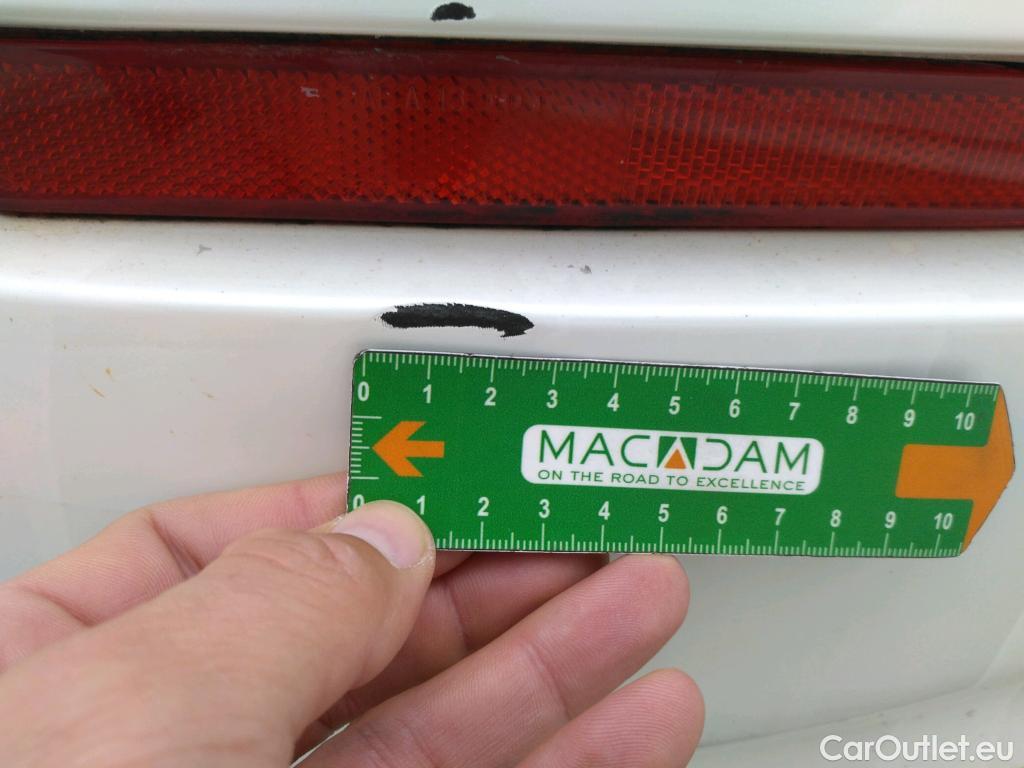 0 1 2 3 4 5 6 7 8 9 10
MACADAM
ON THE ROAD TO EXCELLENCE
0 1 2 3 4 5 6 7 8 9 10
CarOutlet.eu